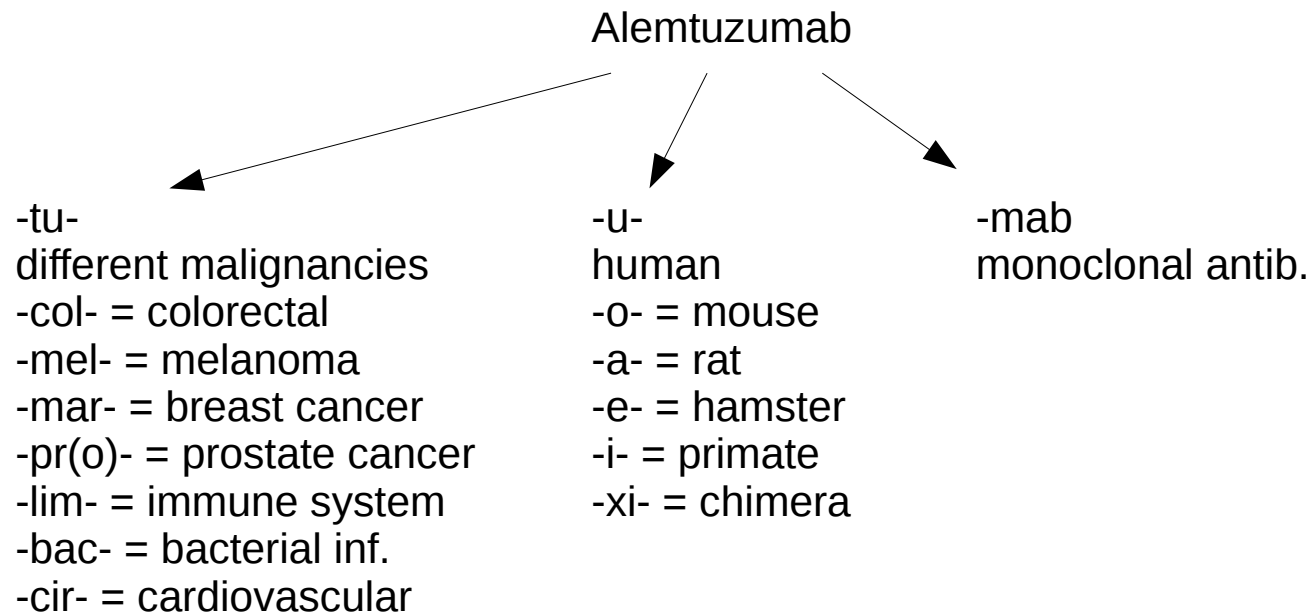 Alemtuzumab
-tu-
different malignancies
-col- = colorectal
-mel- = melanoma
-mar- = breast cancer
-pr(o)- = prostate cancer
-lim- = immune system
-bac- = bacterial inf.
-cir- = cardiovascular
-u-
human
-o- = mouse
-a- = rat
-e- = hamster
-i- = primate
-xi- = chimera
-mab
monoclonal antib.